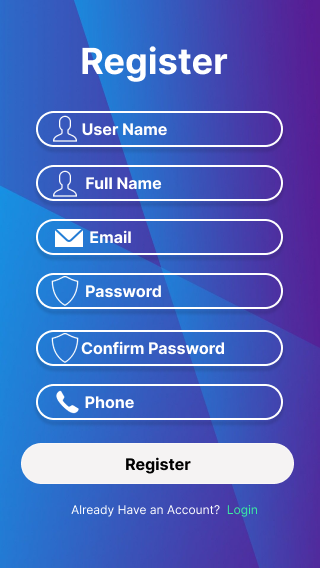 Register
User Name
Full Name
Email
Password
Confirm Password
Phone
Register
Already Have an Account? Login